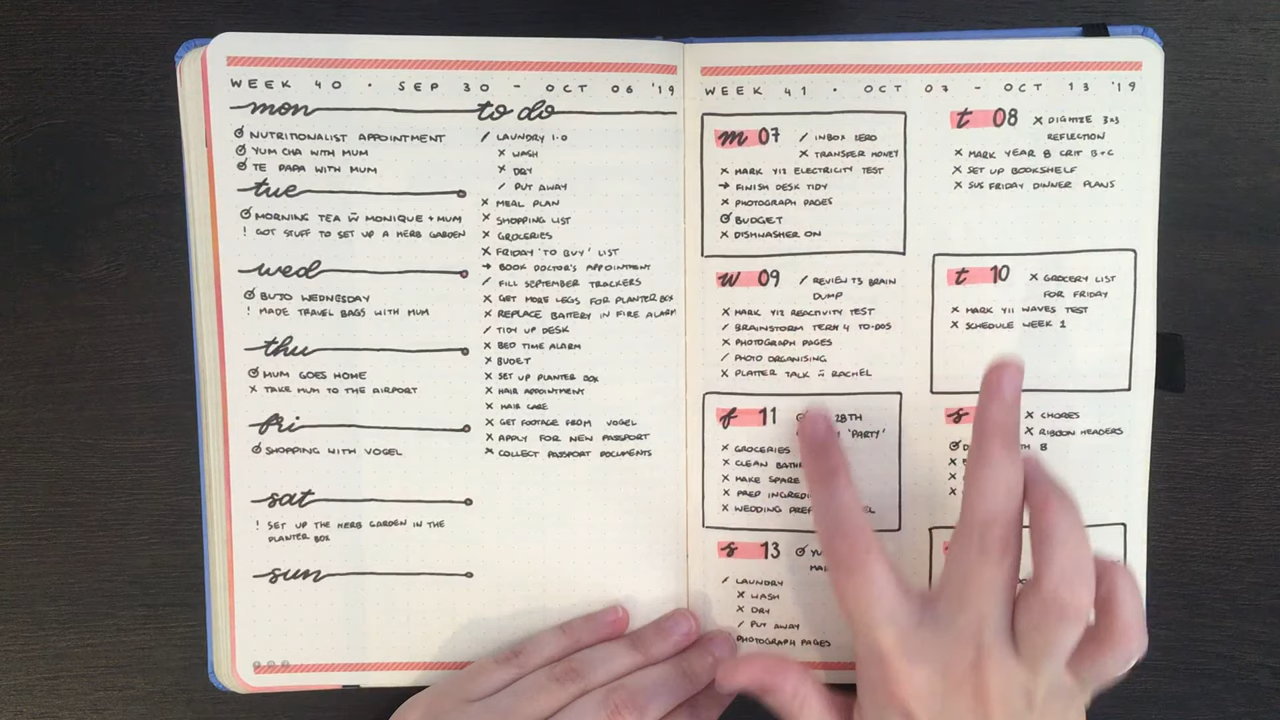 WEEK 40 · SEP 30 - OCT 06 '19
mon
NUTRITIONALIST APPOINTMENT
YUM CHA WITH MUM
TE PAPA WITH MUM
tue
MORNING TEA W̄ MONIQUE + MUM
! GOT STUFF TO SET UP A HERB GARDEN
wed
BUJO WEDNESDAY
! MADE TRAVEL BAGS WITH MUM
thu
MUM GOES HOME
x TAKE MUM TO THE AIRPORT
fri
SHOPPING WITH VOGEL
sat
! SET UP THE HERB GARDEN IN THE
PLANTER BOX
sun
to do
/ LAUNDRY 1.0
x WASH
x DRY
/ PUT AWAY
x MEAL PLAN
x SHOPPING LIST
x GROCERIES
x FRIDAY 'TO BUY' LIST
→ BOOK DOCTOR'S APPOINTMENT
/ FILL SEPTEMBER TRACKERS
x GET MORE LEGS FOR PLANTER BOX
x REPLACE BATTERY IN FIRE ALARM
/ TIDY UP DESK
x BED TIME ALARM
x BUDGET
x SET UP PLANTER BOX
x HAIR APPOINTMENT
x HAIR CARE
x GET FOOTAGE FROM VOGEL
x APPLY FOR NEW PASSPORT
x COLLECT PASSPORT DOCUMENTS
WEEK 41 · OCT 07 - OCT 13 '19
m 07
/ INBOX ZERO
x TRANSFER MONEY
x MARK Y12 ELECTRICITY TEST
→ FINISH DESK TIDY
x PHOTOGRAPH PAGES
BUDGET
x DISHWASHER ON
t 08
x DIGITIZE 3x3
REFLECTION
x MARK YEAR 8 CRIT B+C
x SET UP BOOKSHELF
x SUS FRIDAY DINNER PLANS
w 09
/ REVIEW T3 BRAIN
DUMP
x MARK Y12 REACTIVITY TEST
/ BRAINSTORM TERM 4 TO-DOS
x PHOTOGRAPH PAGES
/ PHOTO ORGANISING
x PLATTER TALK W̄ RACHEL
t 10
x GROCERY LIST
FOR FRIDAY
x MARK Y11 WAVES TEST
x SCHEDULE WEEK 1
f 11
28TH
'PARTY'
x GROCERIES
x CLEAN
x MAKE SPARE
x PREP
x WEDDING
s
x CHORES
x RIBBON HEADERS
s 13
/ LAUNDRY
x WASH
x DRY
/ PUT AWAY
PHOTOGRAPH PAGES